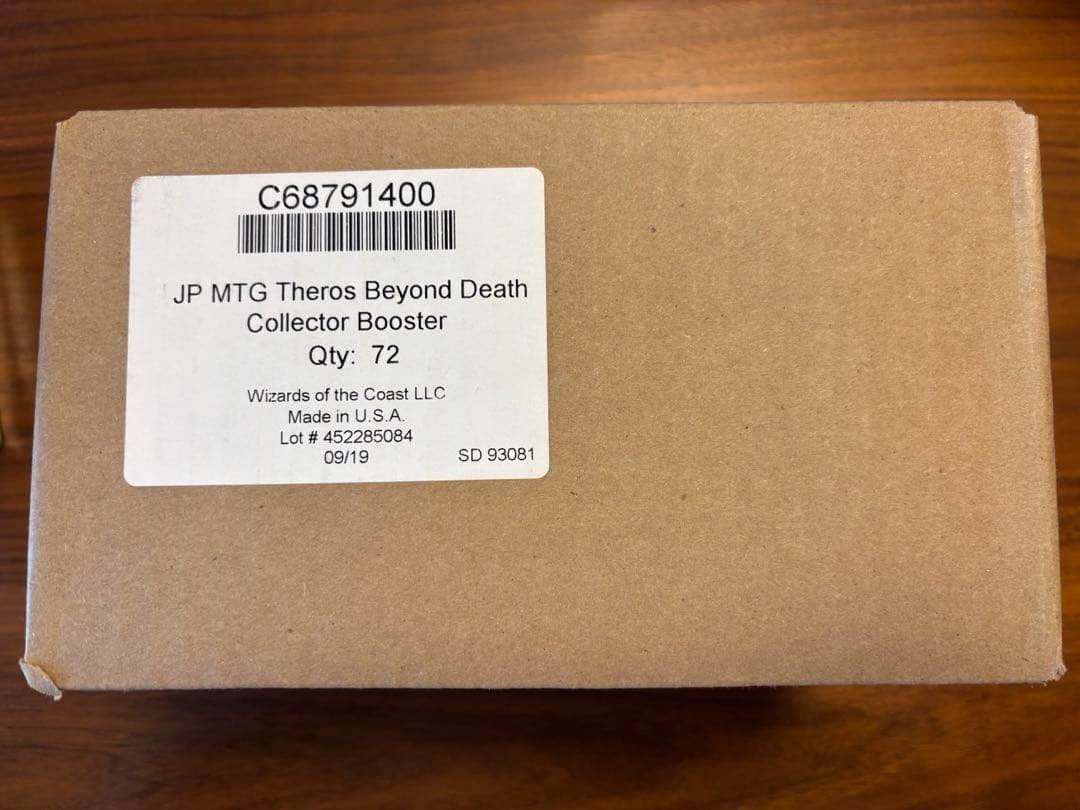 C68791400
JP MTG Theros Beyond Death
Collector Booster
Qty: 72
Wizards of the Coast LLC
Made in U.S.A.
Lot # 452285084
09/19 SD 93081